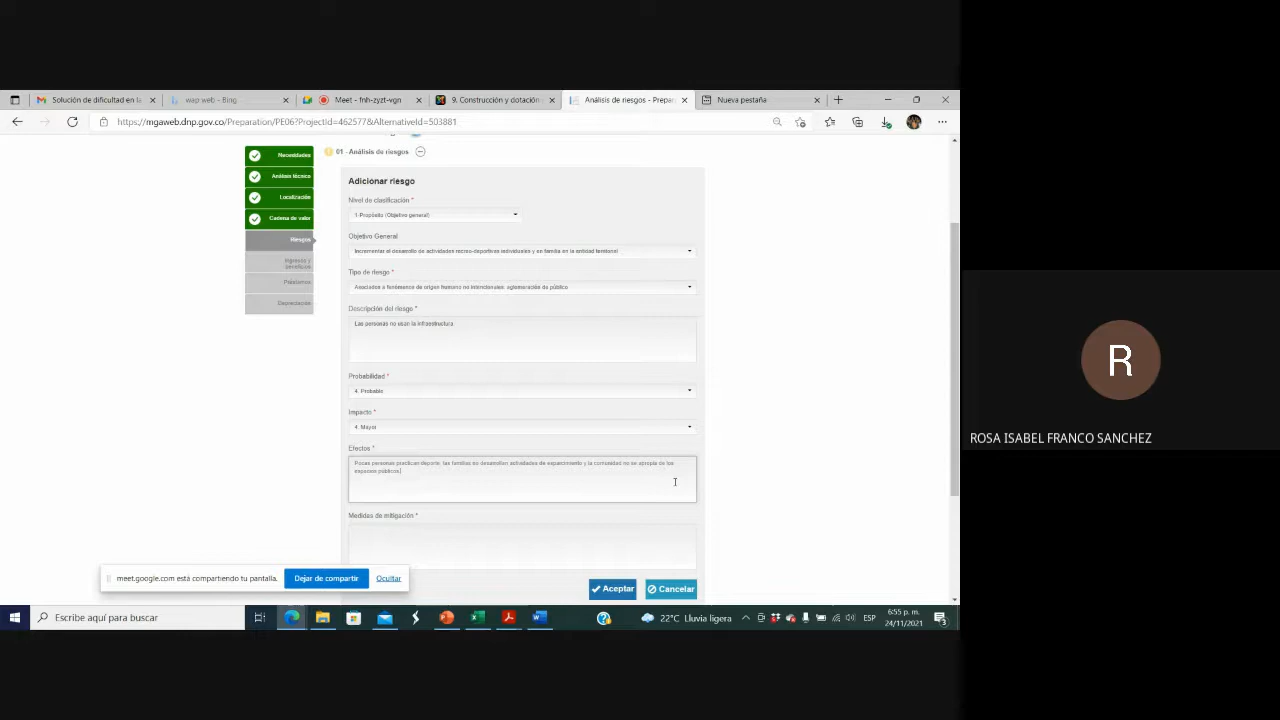 Solución de dificultad en la
wap web - Bing
Meet - fnh-zyzt-vgn
9. Construcción y dotación
Análisis de riesgos - Prepara
Nueva pestaña
https://mgaweb.dnp.gov.co/Preparation/PE06?ProjectId=462577&AlternativeId=503881
Necesidades
Análisis técnico
Localización
Cadena de valor
Riesgos
Ingresos y
beneficios
Préstamos
Depreciación
01 - Análisis de riesgos
Adicionar riesgo
Nivel de clasificación *
1-Propósito (Objetivo general)
Objetivo General
Incrementar el desarrollo de actividades recreo-deportivas individuales y en familia en la entidad territorial
Tipo de riesgo *
Asociados a fenómenos de origen humano no intencionales: aglomeración de público
Descripción del riesgo *
Las personas no usan la infraestructura
Probabilidad *
4. Probable
Impacto *
4. Mayor
Efectos *
Pocas personas practican deporte, las familias no desarrollan actividades de esparcimiento y la comunidad no se apropia de los
espacios públicos.
Medidas de mitigación *
Aceptar
Cancelar
meet.google.com está compartiendo tu pantalla.
Dejar de compartir
Ocultar
Escribe aquí para buscar
22°C Lluvia ligera
ESP
6:55 p. m.
24/11/2021
3
R
ROSA ISABEL FRANCO SANCHEZ